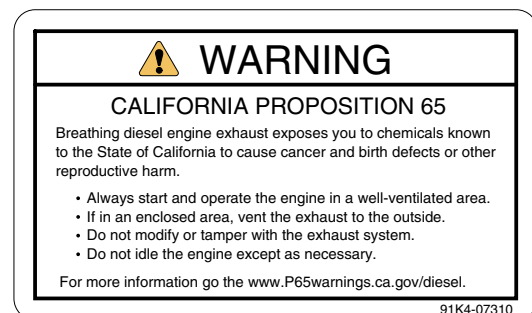 WARNING
CALIFORNIA PROPOSITION 65
Breathing diesel engine exhaust exposes you to chemicals known
to the State of California to cause cancer and birth defects or other
reproductive harm.
• Always start and operate the engine in a well-ventilated area.
• If in an enclosed area, vent the exhaust to the outside.
• Do not modify or tamper with the exhaust system.
• Do not idle the engine except as necessary.
For more information go the www.P65warnings.ca.gov/diesel.
91K4-07310